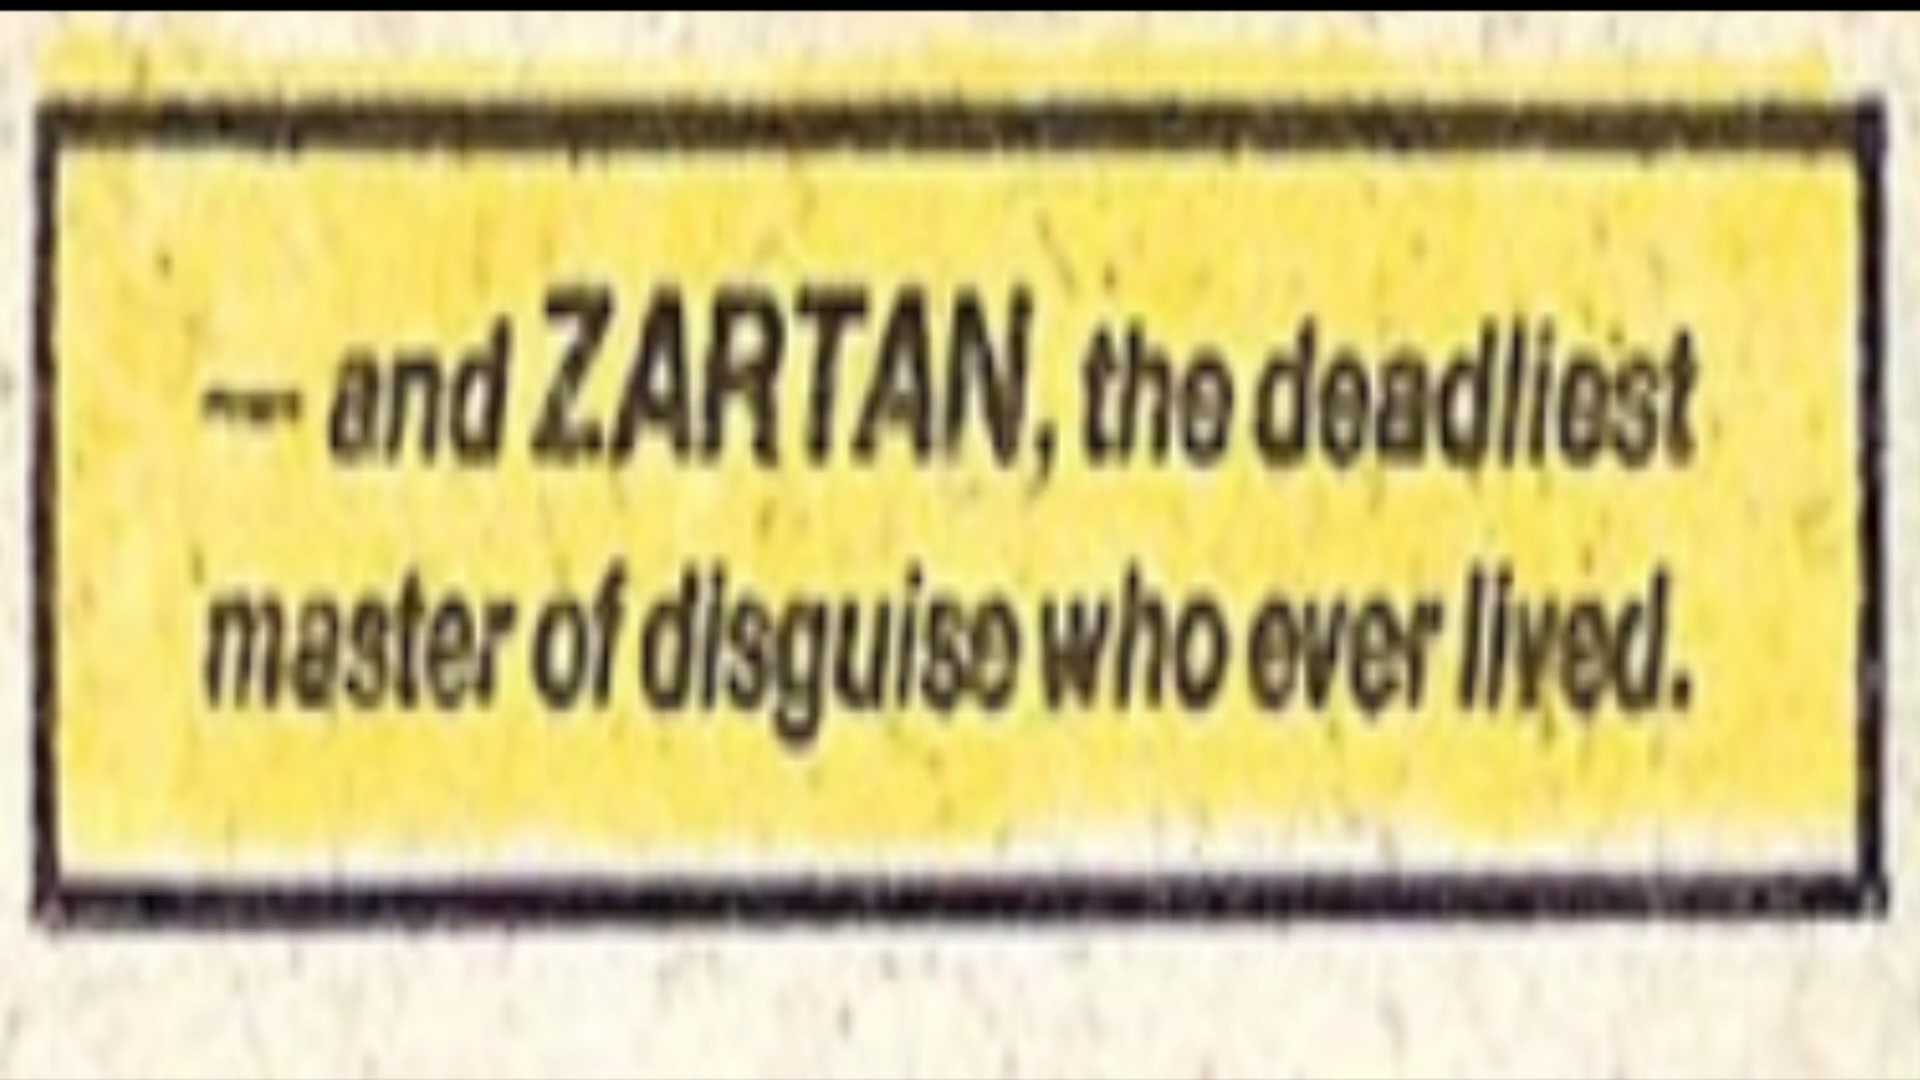 — and ZARTAN, the deadliest
master of disguise who ever lived.